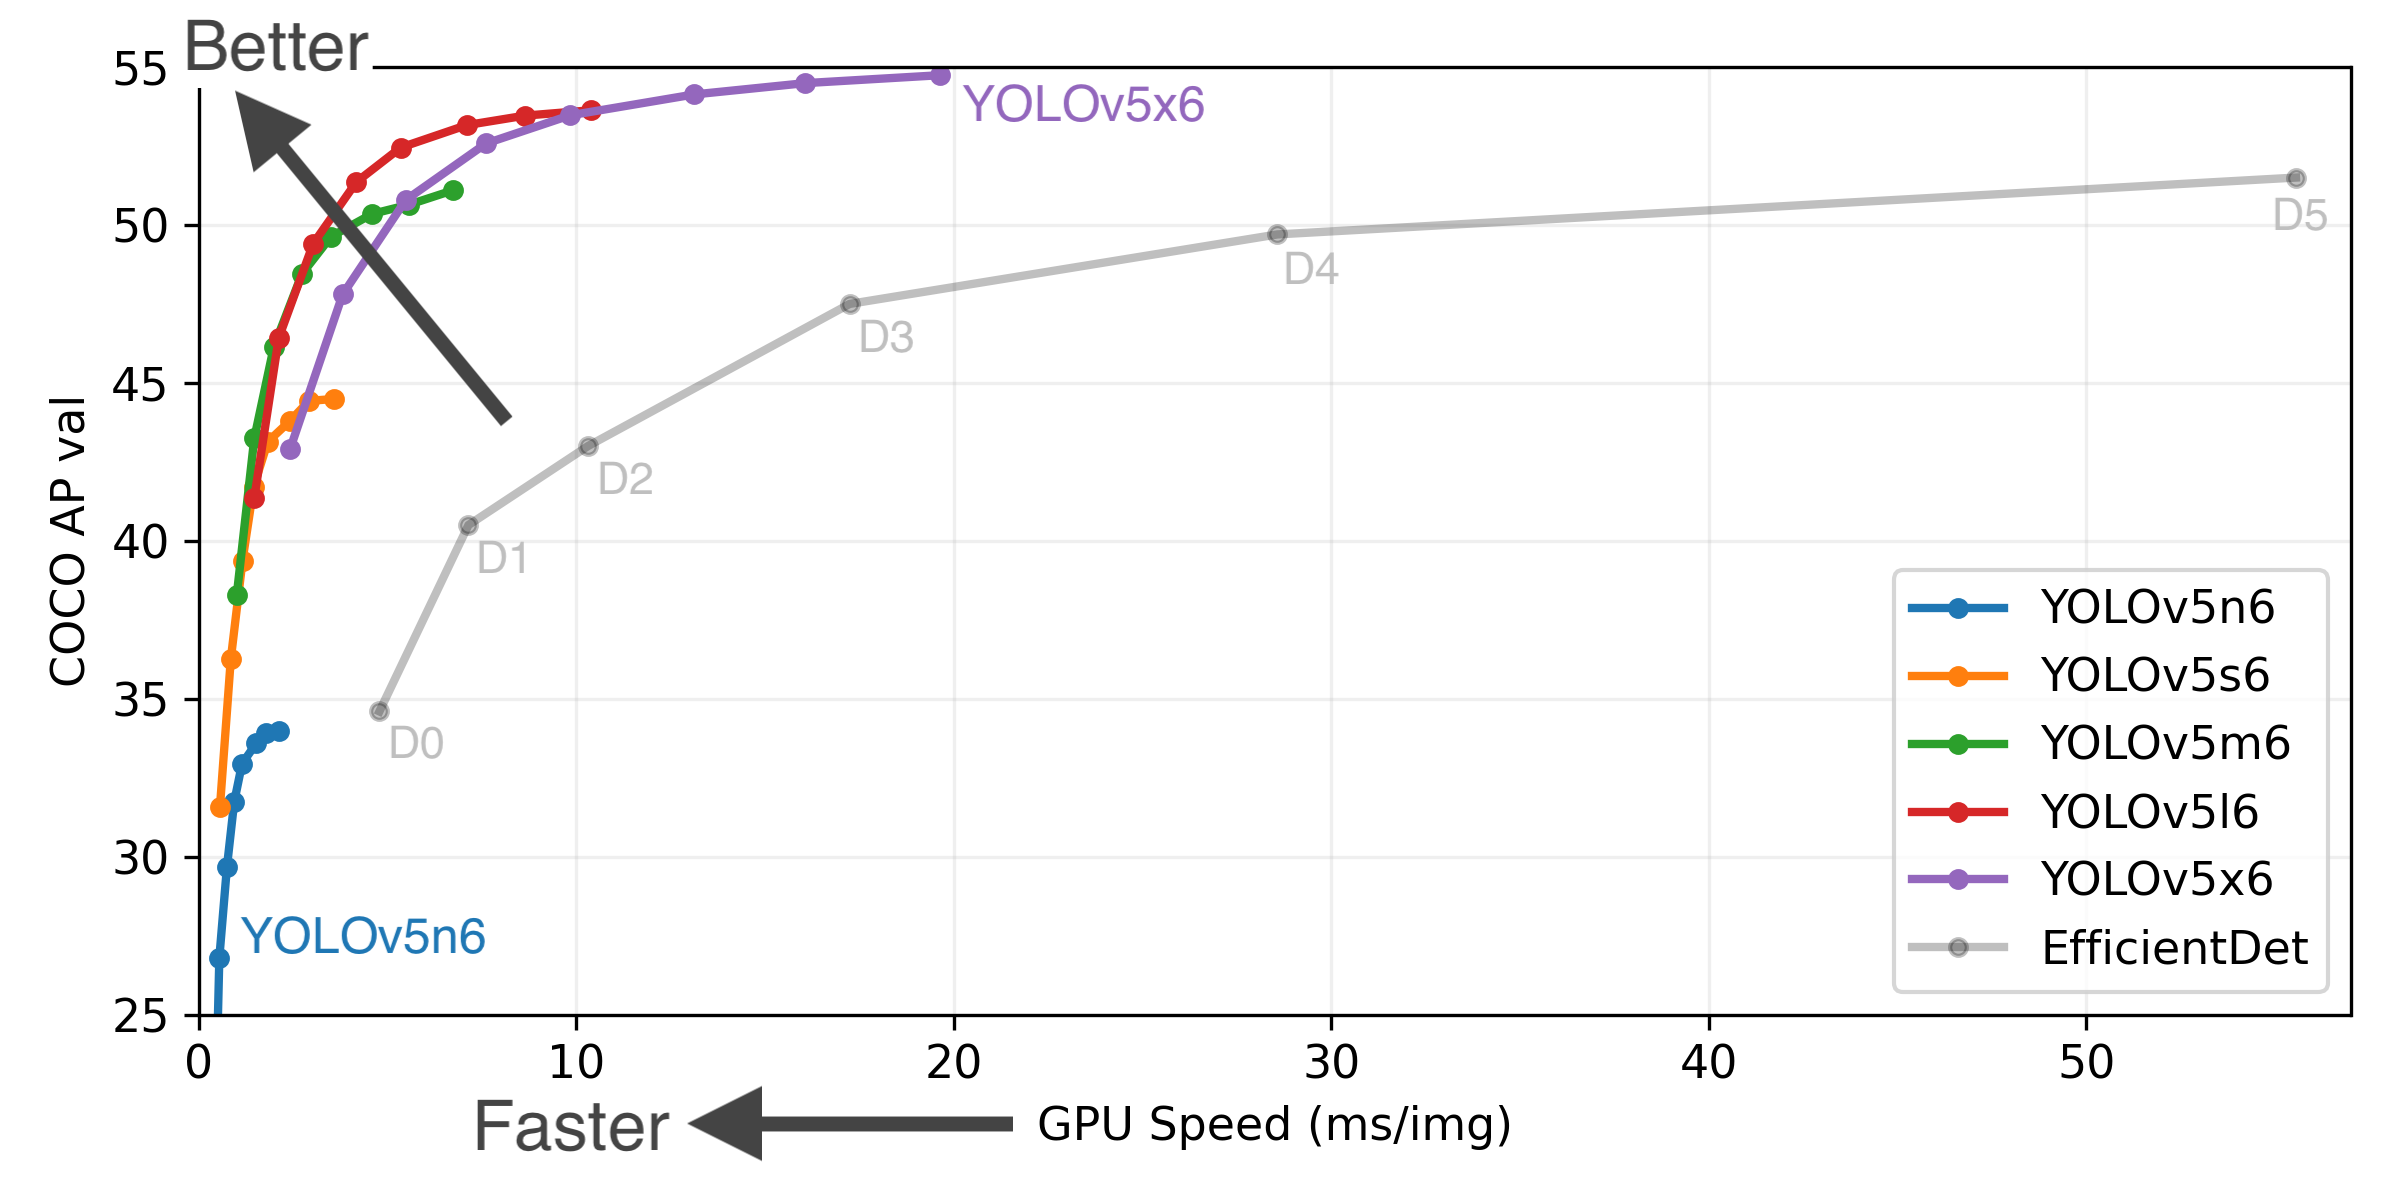 Better
55
50
45
40
35
30
25
COCO AP val
YOLOv5x6
D5
D4
D3
D2
D1
D0
YOLOv5n6
YOLOv5n6
YOLOv5s6
YOLOv5m6
YOLOv5l6
YOLOv5x6
EfficientDet
0 10 20 30 40 50
Faster GPU Speed (ms/img)